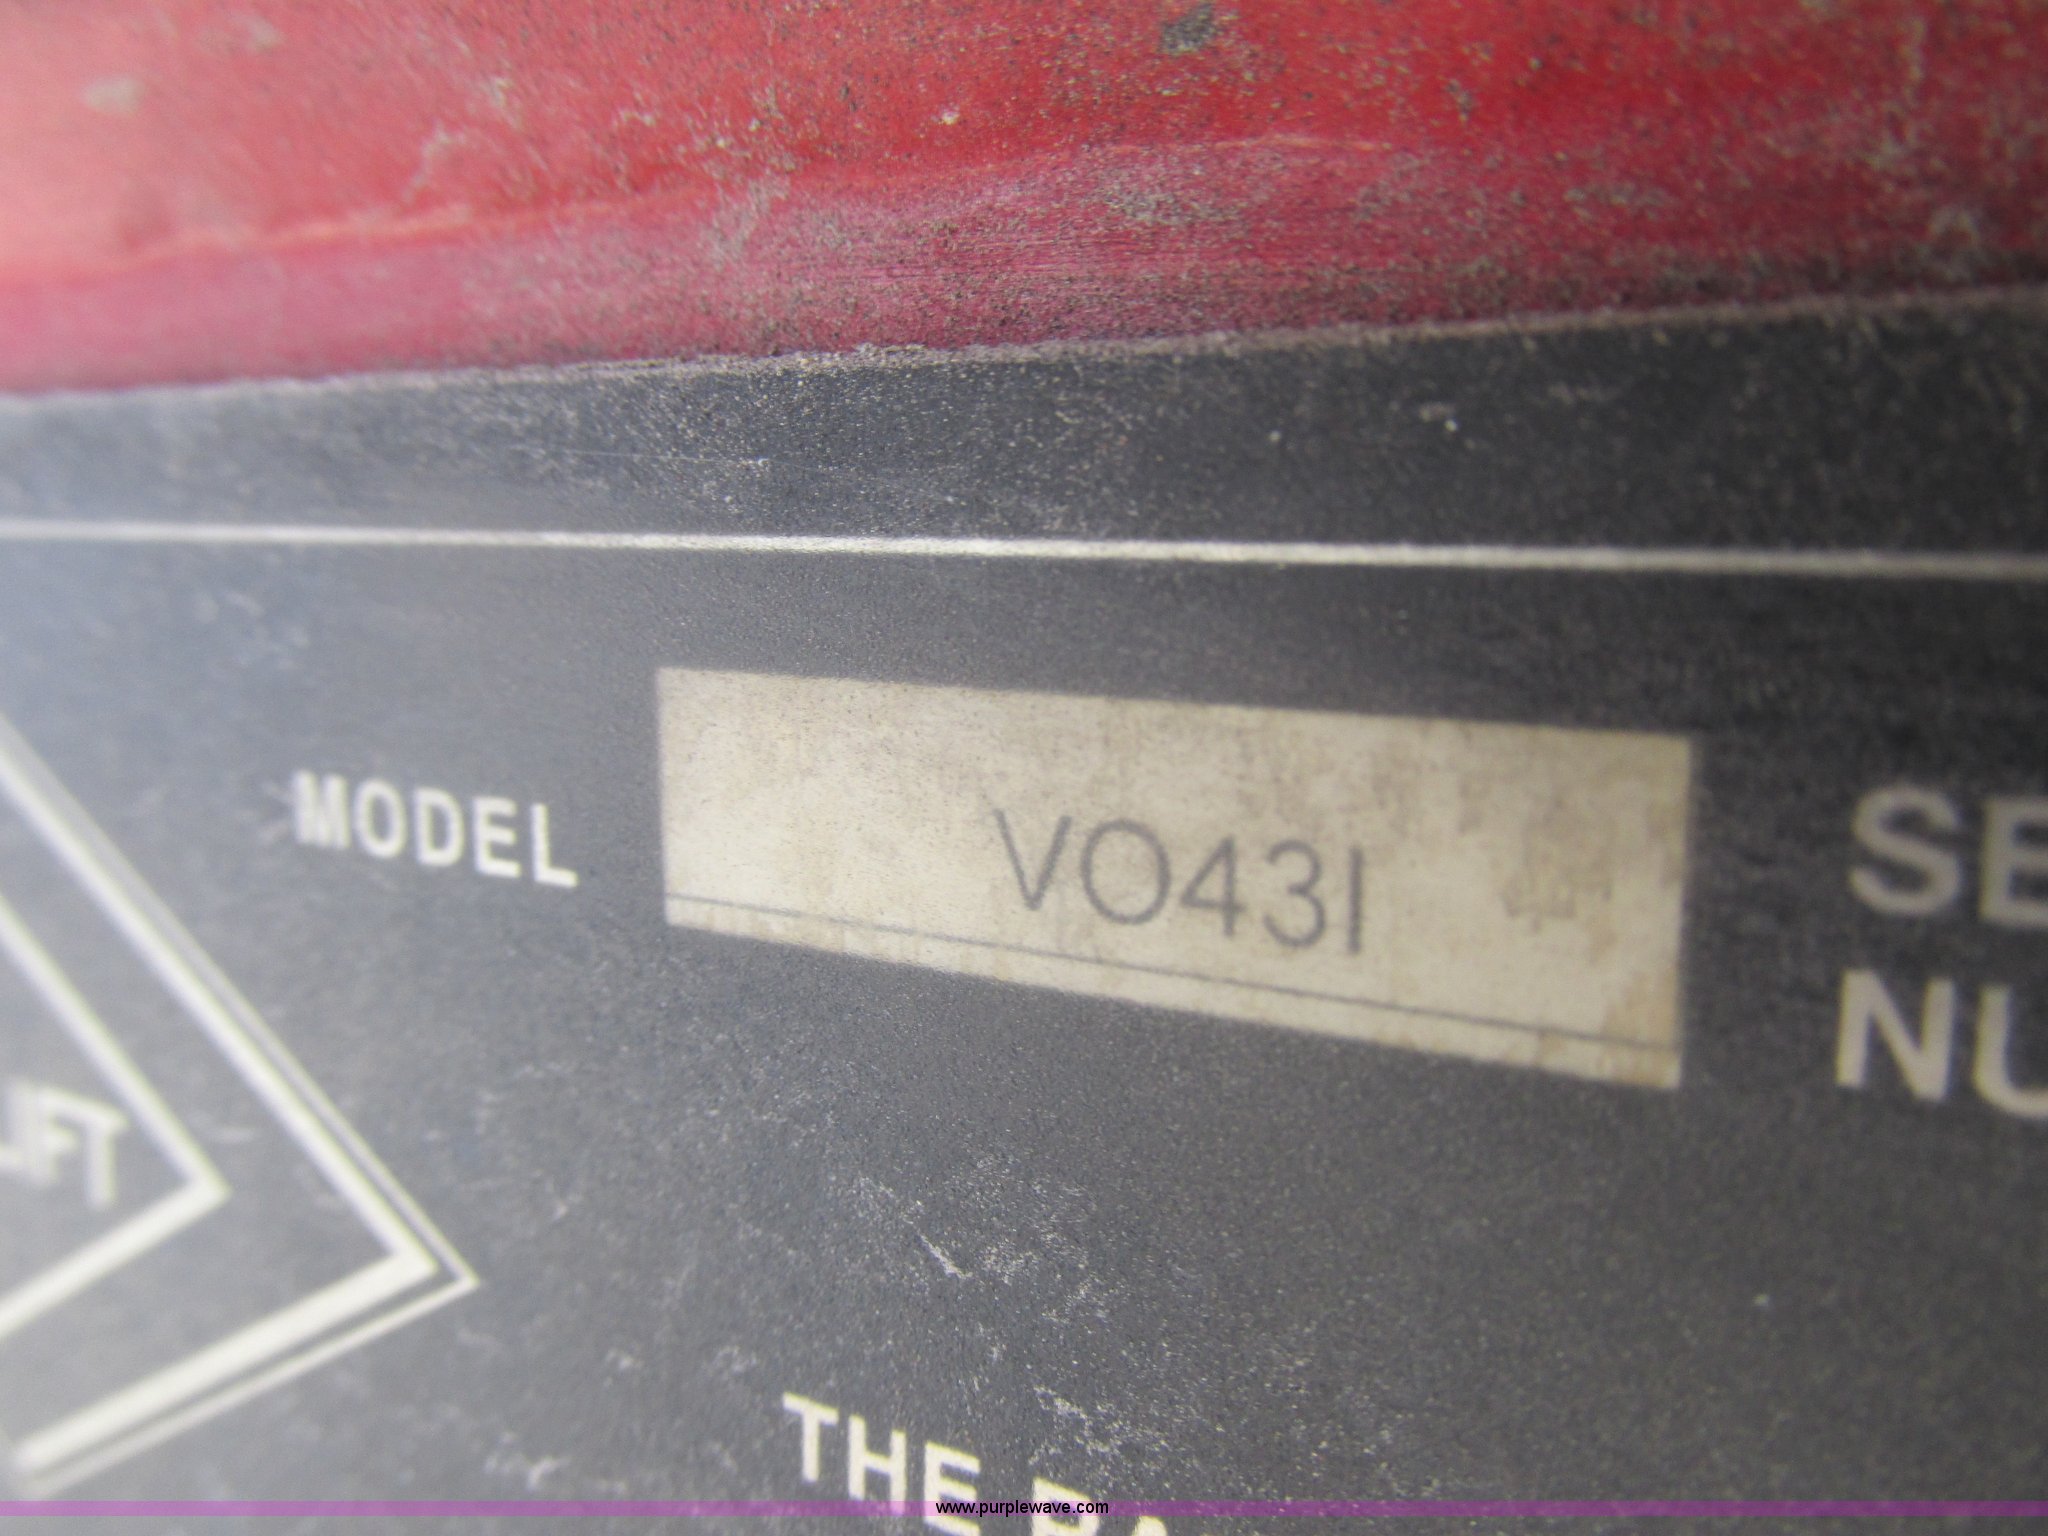 MODEL
VO43I
SE
NU
LIFT
THE
www.purplewave.com